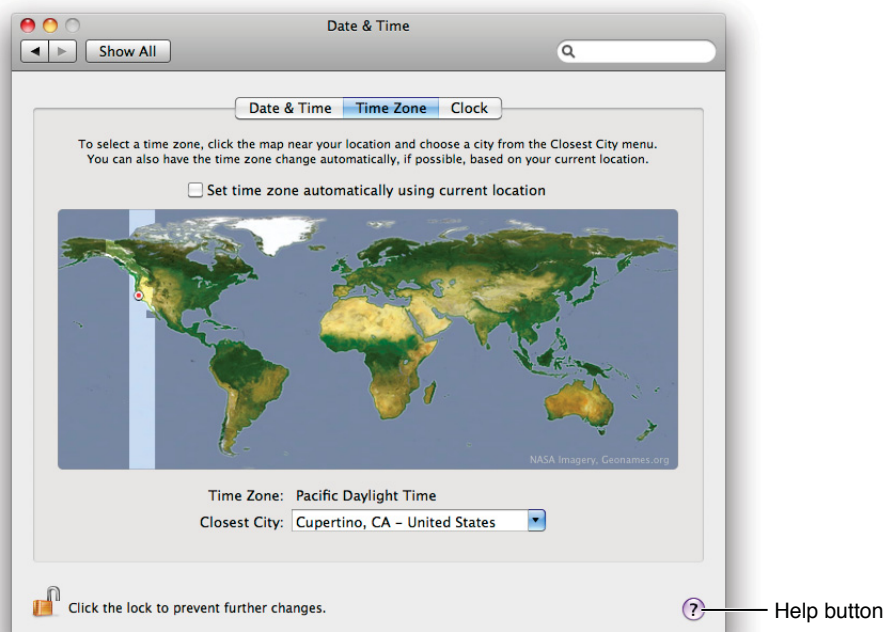 Date & Time
Show All
Date & Time Time Zone Clock
To select a time zone, click the map near your location and choose a city from the Closest City menu.
You can also have the time zone change automatically, if possible, based on your current location.
Set time zone automatically using current location
NASA Imagery, Geonames.org
Time Zone: Pacific Daylight Time
Closest City: Cupertino, CA – United States
Click the lock to prevent further changes.
? Help button